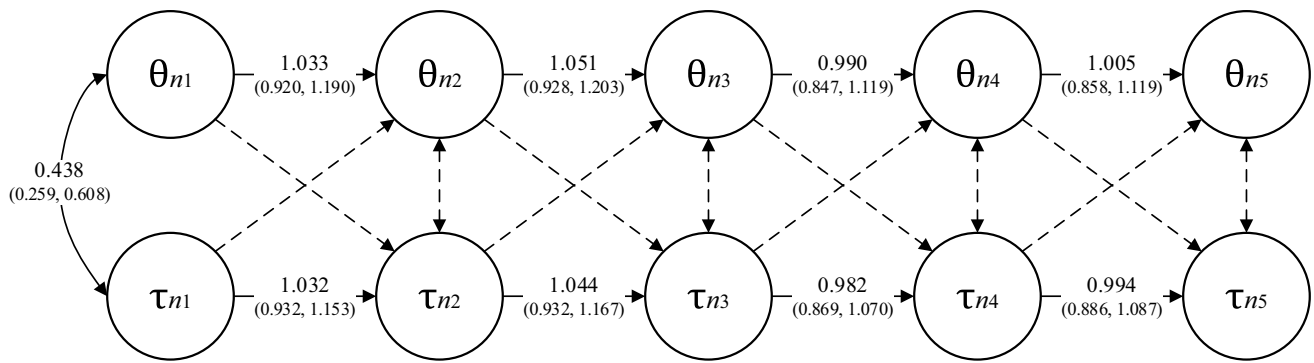 θn1
1.033
(0.920, 1.190)
θn2
1.051
(0.928, 1.203)
θn3
0.990
(0.847, 1.119)
θn4
1.005
(0.858, 1.119)
θn5
0.438
(0.259, 0.608)
τn1
1.032
(0.932, 1.153)
τn2
1.044
(0.932, 1.167)
τn3
0.982
(0.869, 1.070)
τn4
0.994
(0.886, 1.087)
τn5